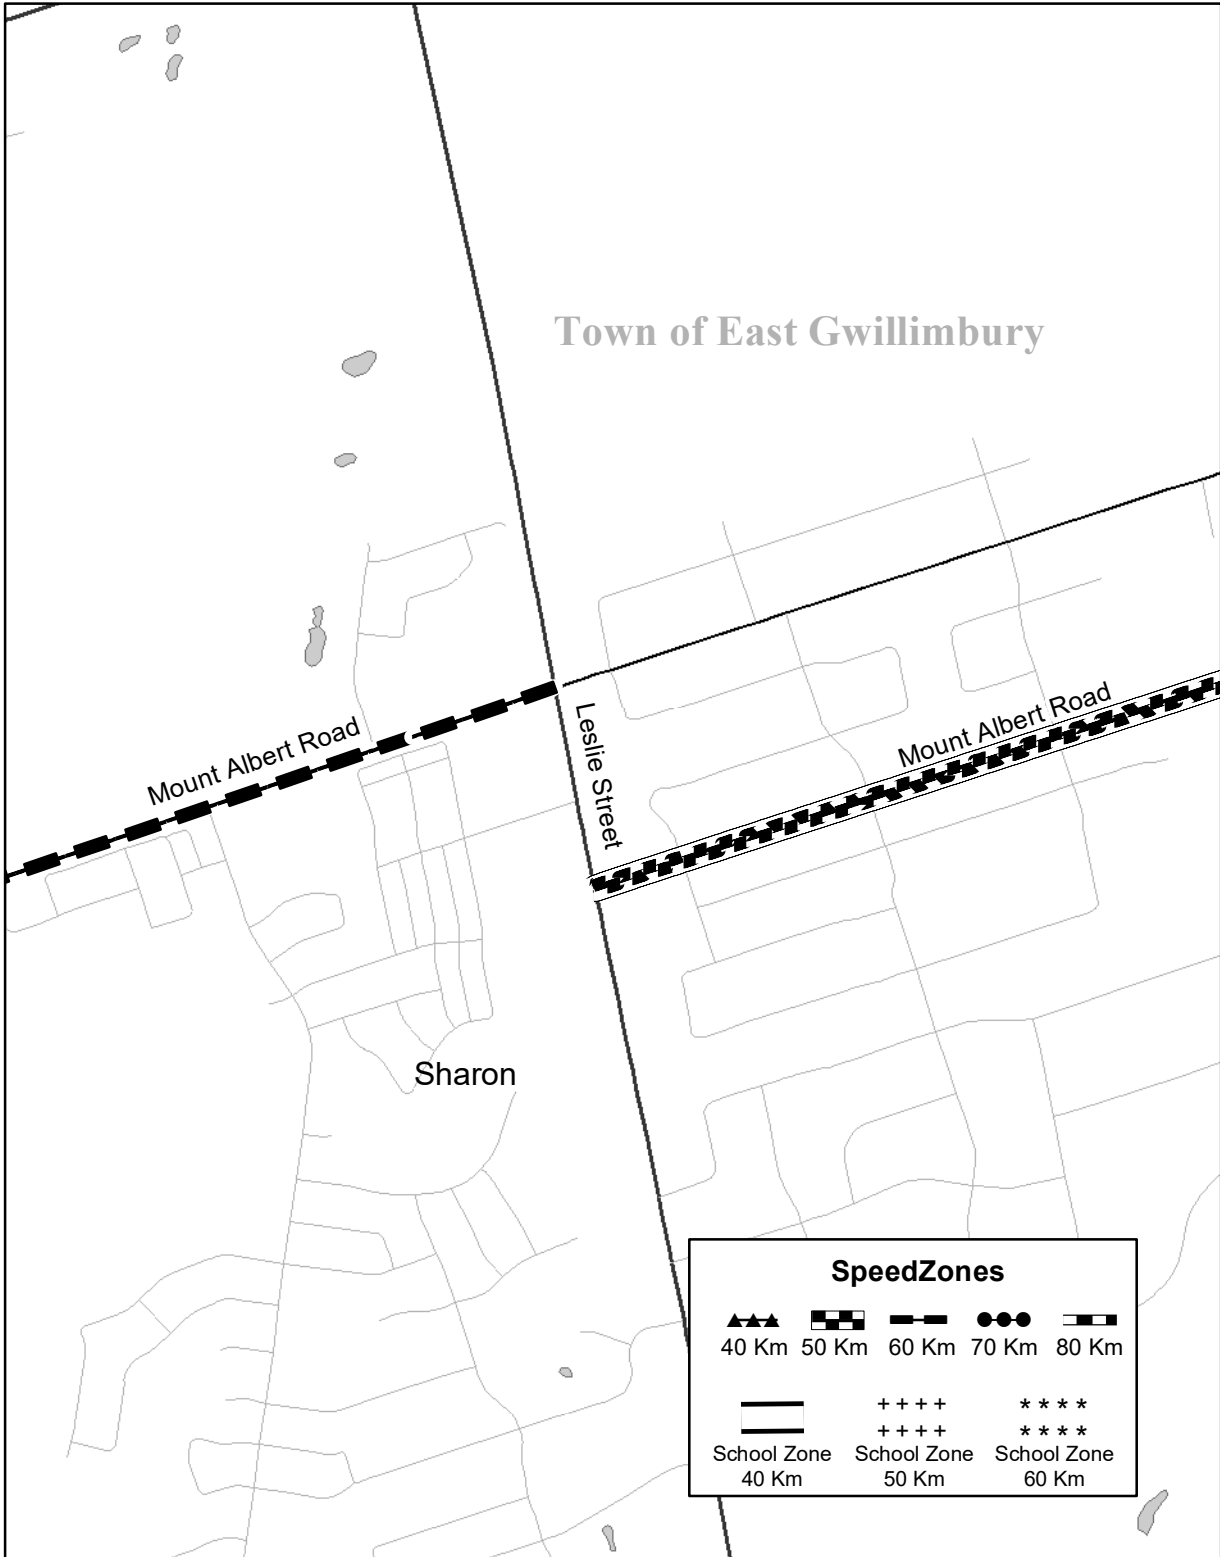 Town of East Gwillimbury
Mount Albert Road
Leslie Street
Mount Albert Road
Sharon
SpeedZones
40 Km 50 Km 60 Km 70 Km 80 Km
School Zone School Zone School Zone
40 Km 50 Km 60 Km